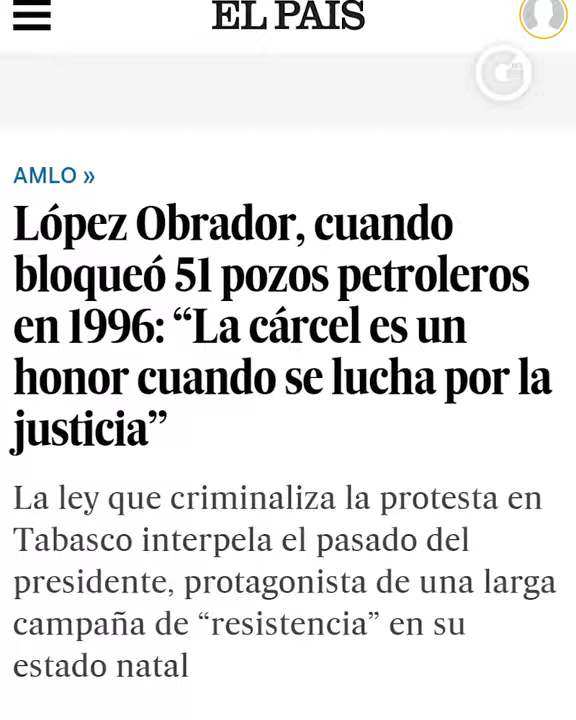 EL PAÍS
AMLO »
López Obrador, cuando
bloqueó 51 pozos petroleros
en 1996: “La cárcel es un
honor cuando se lucha por la
justicia”
La ley que criminaliza la protesta en
Tabasco interpela el pasado del
presidente, protagonista de una larga
campaña de “resistencia” en su
estado natal